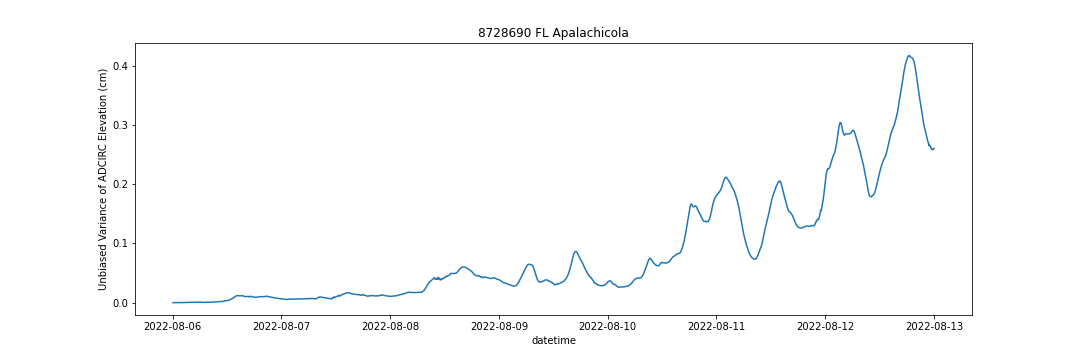 8728690 FL Apalachicola
Unbiased Variance of ADCIRC Elevation (cm)
0.4
0.3
0.2
0.1
0.0
2022-08-06 2022-08-07 2022-08-08 2022-08-09 2022-08-10 2022-08-11 2022-08-12 2022-08-13
datetime